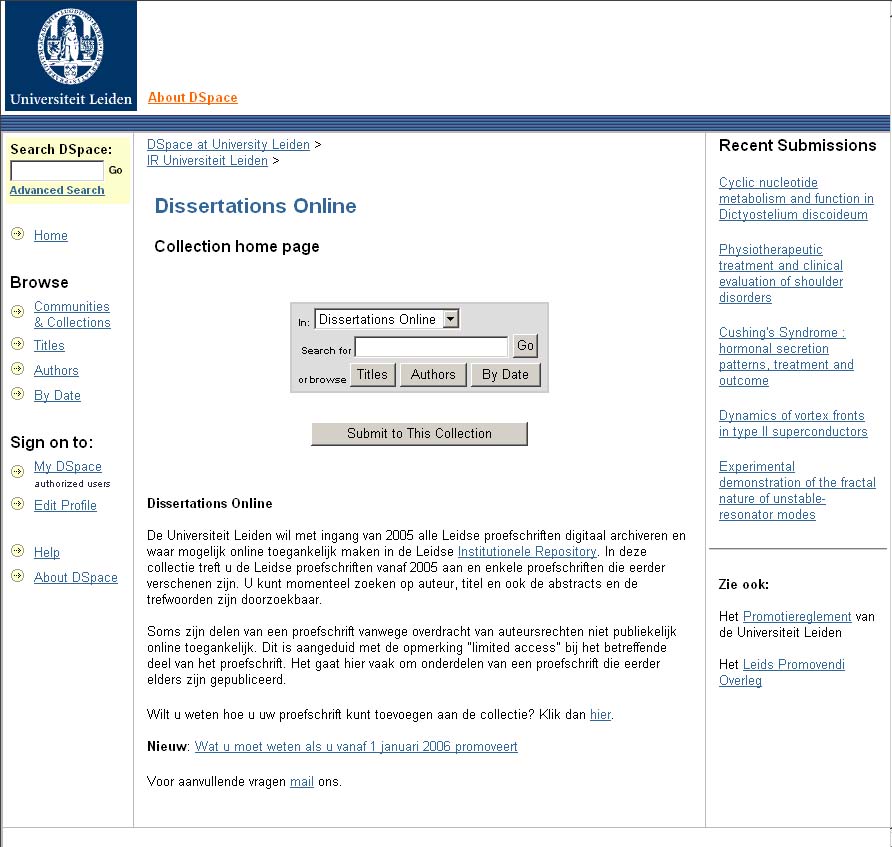 Universiteit Leiden
About DSpace
Search DSpace:
Go
Advanced Search
Home
Browse
Communities
& Collections
Titles
Authors
By Date
Sign on to:
My DSpace
authorized users
Edit Profile
Help
About DSpace
DSpace at University Leiden >
IR Universiteit Leiden >
Dissertations Online
Collection home page
In: Dissertations Online
Search for Go
or browse Titles Authors By Date
Submit to This Collection
Dissertations Online
De Universiteit Leiden wil met ingang van 2005 alle Leidse proefschriften digitaal archiveren en
waar mogelijk online toegankelijk maken in de Leidse Institutionele Repository. In deze
collectie treft u de Leidse proefschriften vanaf 2005 aan en enkele proefschriften die eerder
verschenen zijn. U kunt momenteel zoeken op auteur, titel en ook de abstracts en de
trefwoorden zijn doorzoekbaar.
Soms zijn delen van een proefschrift vanwege overdracht van auteursrechten niet publiekelijk
online toegankelijk. Dit is aangeduid met de opmerking "limited access" bij het betreffende
deel van het proefschrift. Het gaat hier vaak om onderdelen van een proefschrift die eerder
elders zijn gepubliceerd.
Wilt u weten hoe u uw proefschrift kunt toevoegen aan de collectie? Klik dan hier.
Nieuw: Wat u moet weten als u vanaf 1 januari 2006 promoveert
Voor aanvullende vragen mail ons.
Recent Submissions
Cyclic nucleotide
metabolism and function in
Dictyostelium discoideum
Physiotherapeutic
treatment and clinical
evaluation of shoulder
disorders
Cushing's Syndrome :
hormonal secretion
patterns, treatment and
outcome
Dynamics of vortex fronts
in type II superconductors
Experimental
demonstration of the fractal
nature of unstable-
resonator modes
Zie ook:
Het Promotiereglement van
de Universiteit Leiden
Het Leids Promovendi
Overleg